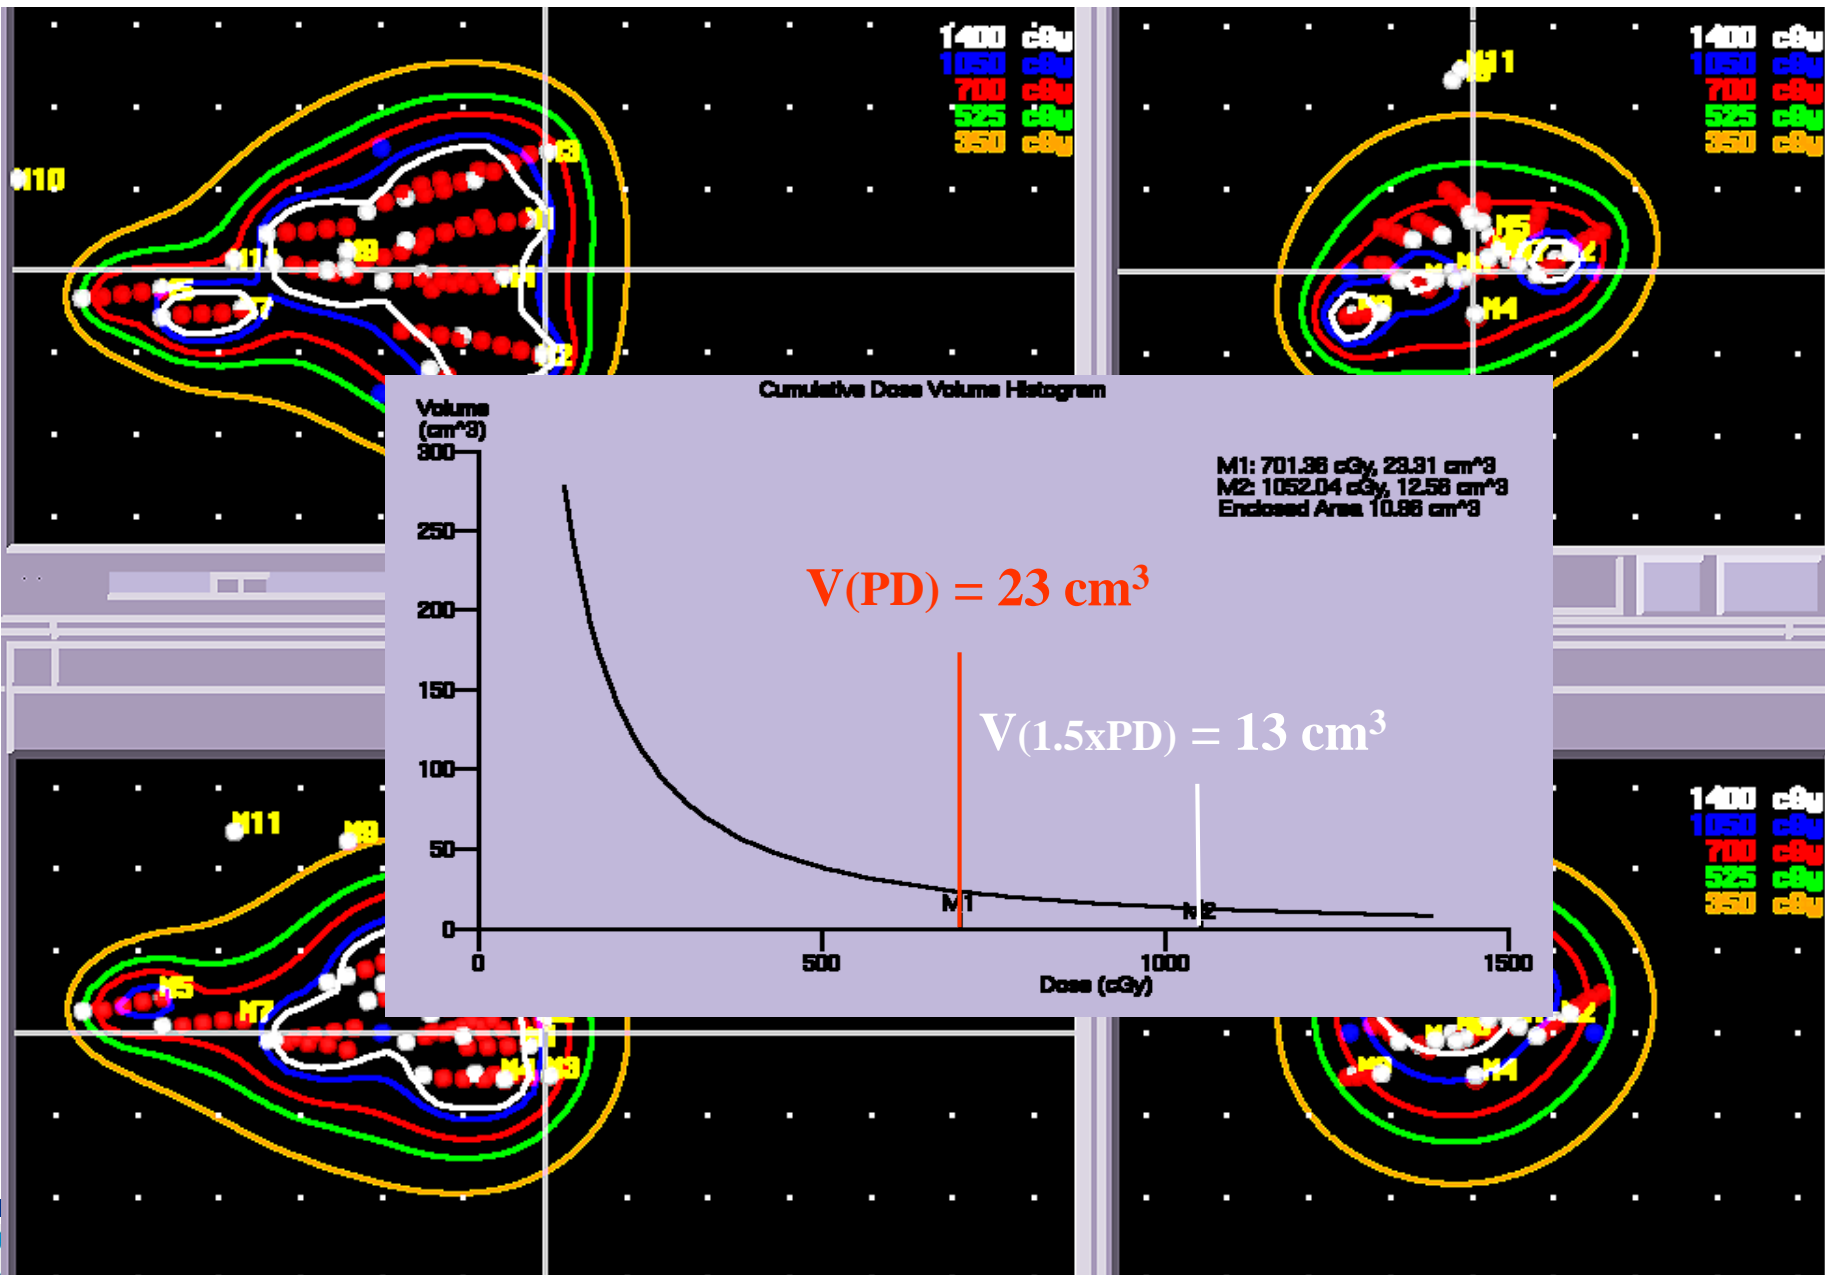 1400 cGy
1050 cGy
700 cGy
525 cGy
350 cGy
M10
M3
M1
M9
M11
M4
M5
M7
M2
1400 cGy
1050 cGy
700 cGy
525 cGy
350 cGy
M11
M5
M4
Cumulative Dose Volume Histogram
Volume
(cm^3)
300
250
200
150
100
50
0
M1: 701.36 cGy, 23.31 cm^3
M2: 1052.04 cGy, 12.56 cm^3
Enclosed Area 10.96 cm^3
V(PD) = 23 cm³
V(1.5xPD) = 13 cm³
M1
M2
0
500
1000
1500
Dose (cGy)
M11
M9
M5
M7
M4
M3
1400 cGy
1050 cGy
700 cGy
525 cGy
350 cGy
M2
M4